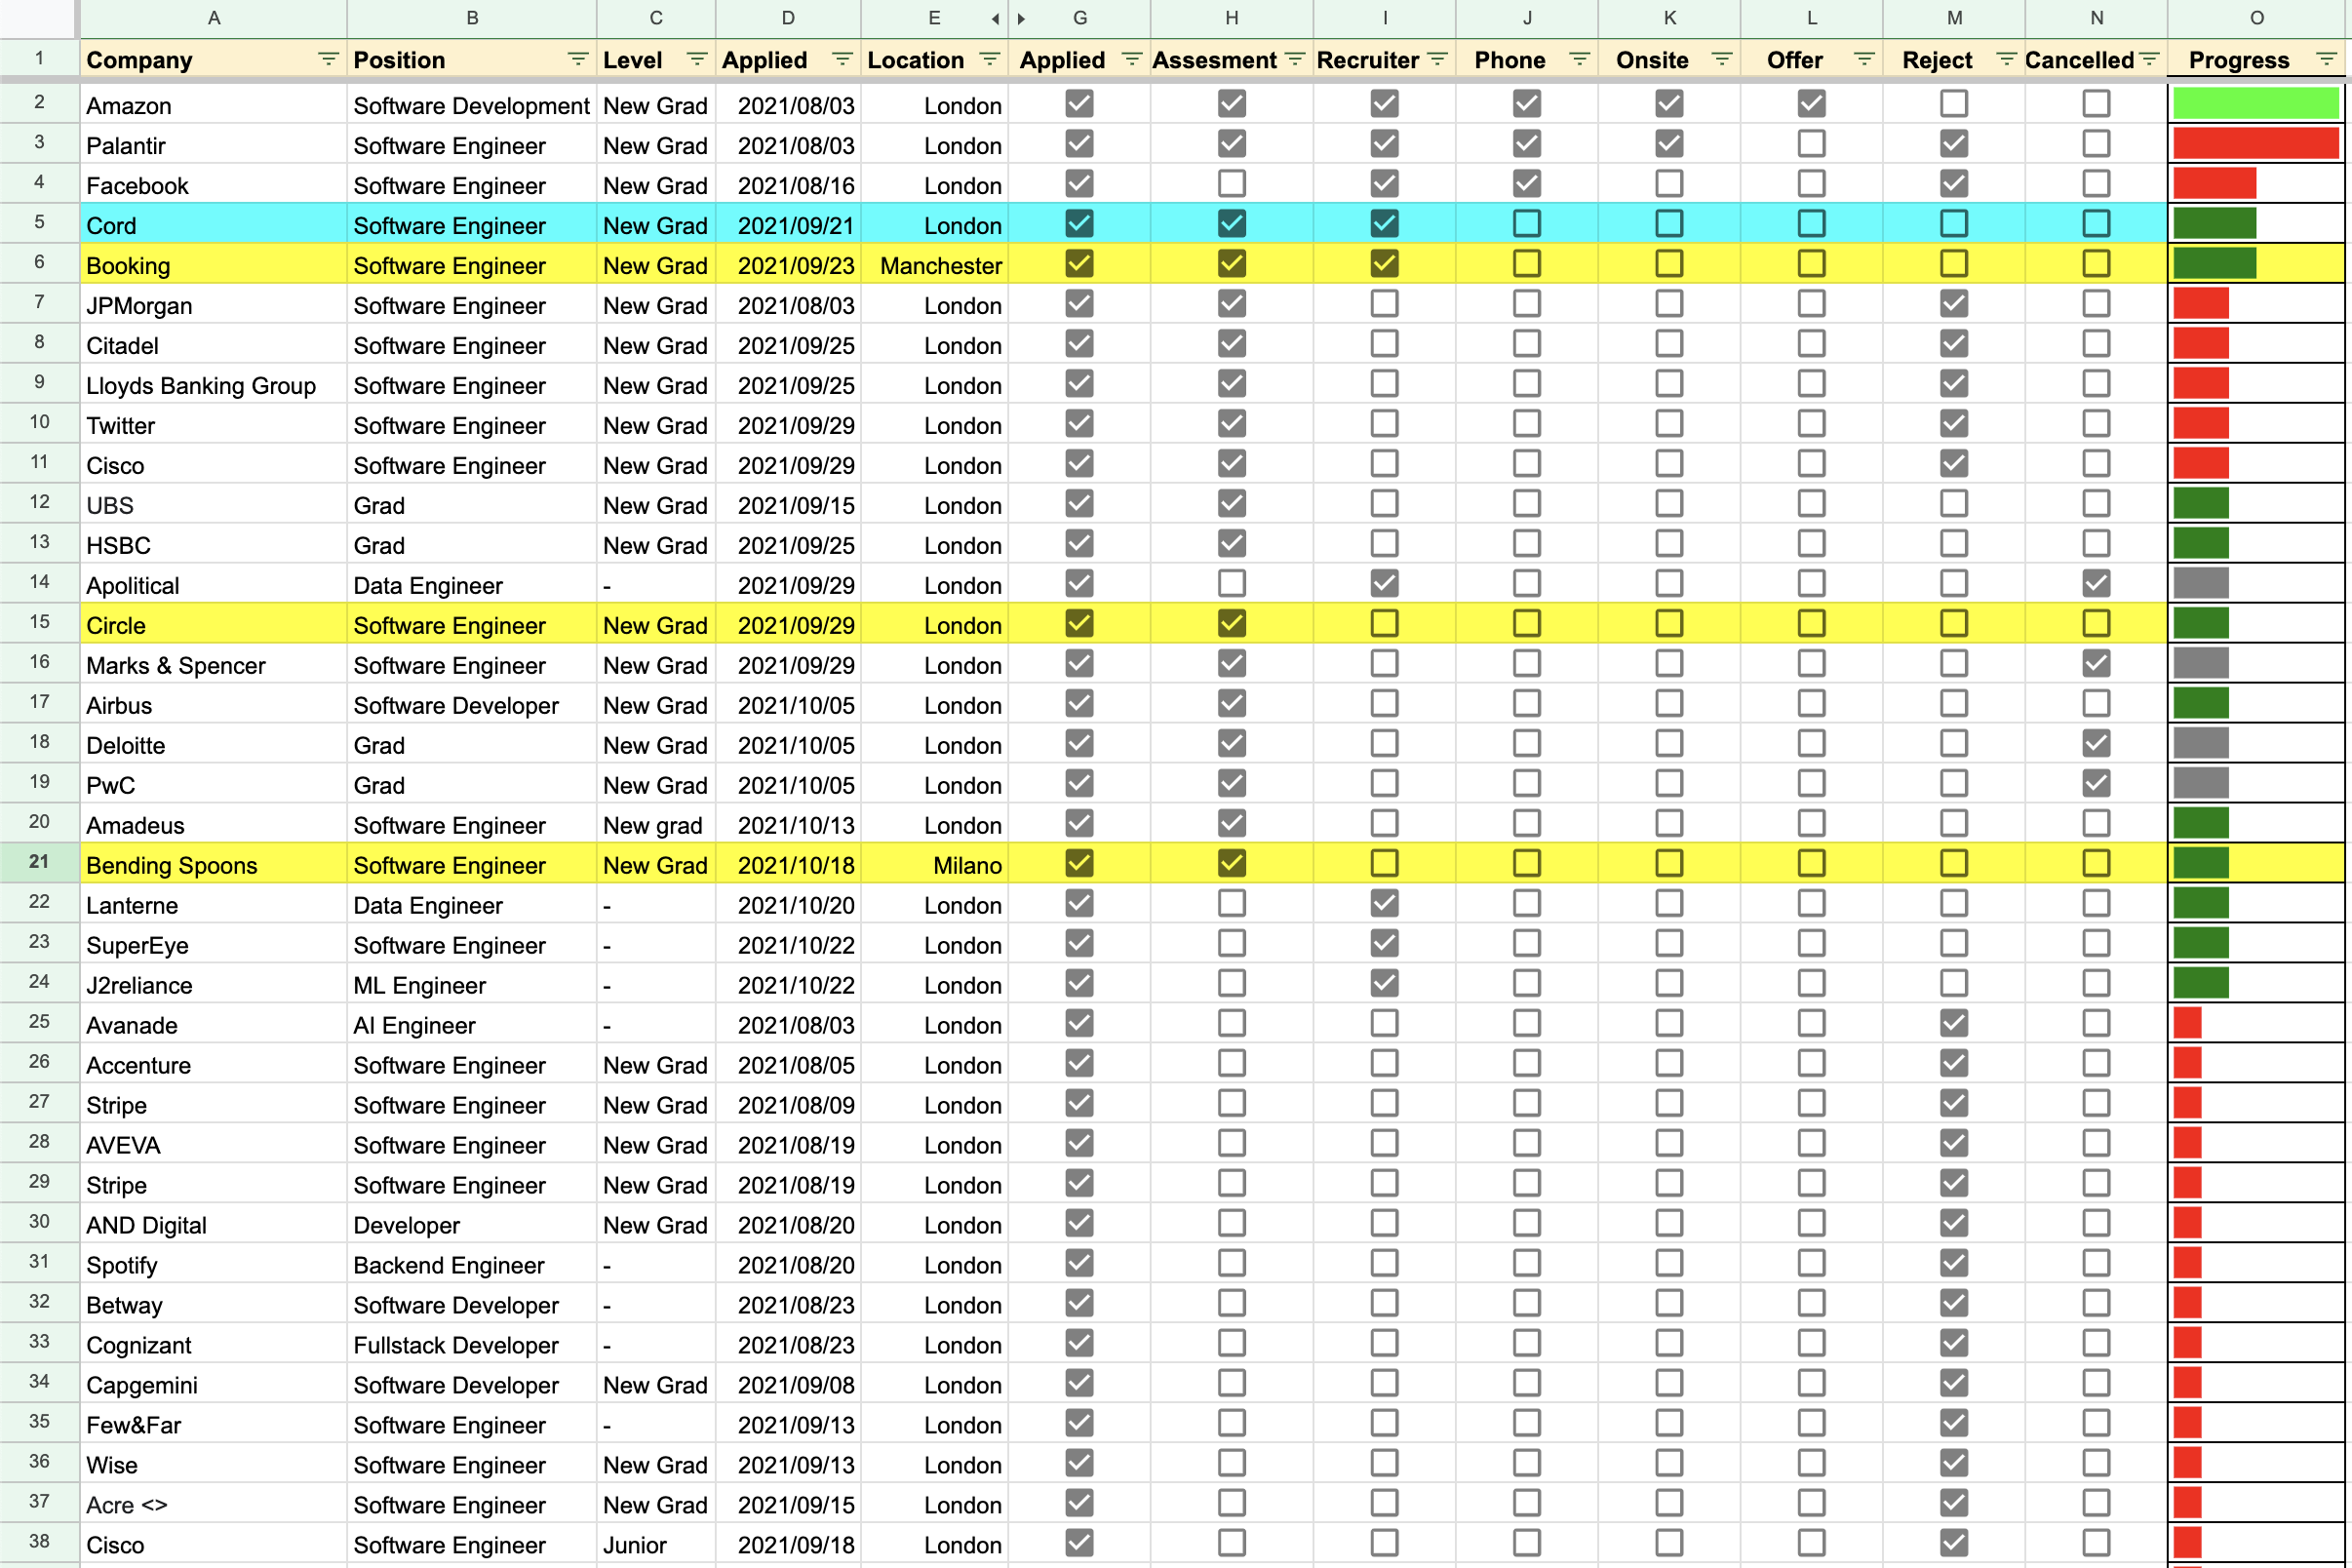 A B C D E G H I J K L M N O
1 Company Position Level Applied Location Applied Assesment Recruiter Phone Onsite Offer Reject Cancelled Progress
2 Amazon Software Development New Grad 2021/08/03 London
3 Palantir Software Engineer New Grad 2021/08/03 London
4 Facebook Software Engineer New Grad 2021/08/16 London
5 Cord Software Engineer New Grad 2021/09/21 London
6 Booking Software Engineer New Grad 2021/09/23 Manchester
7 JPMorgan Software Engineer New Grad 2021/08/03 London
8 Citadel Software Engineer New Grad 2021/09/25 London
9 Lloyds Banking Group Software Engineer New Grad 2021/09/25 London
10 Twitter Software Engineer New Grad 2021/09/29 London
11 Cisco Software Engineer New Grad 2021/09/29 London
12 UBS Grad New Grad 2021/09/15 London
13 HSBC Grad New Grad 2021/09/25 London
14 Apolitical Data Engineer - 2021/09/29 London
15 Circle Software Engineer New Grad 2021/09/29 London
16 Marks & Spencer Software Engineer New Grad 2021/09/29 London
17 Airbus Software Developer New Grad 2021/10/05 London
18 Deloitte Grad New Grad 2021/10/05 London
19 PwC Grad New Grad 2021/10/05 London
20 Amadeus Software Engineer New grad 2021/10/13 London
21 Bending Spoons Software Engineer New Grad 2021/10/18 Milano
22 Lanterne Data Engineer - 2021/10/20 London
23 SuperEye Software Engineer - 2021/10/22 London
24 J2reliance ML Engineer - 2021/10/22 London
25 Avanade AI Engineer - 2021/08/03 London
26 Accenture Software Engineer New Grad 2021/08/05 London
27 Stripe Software Engineer New Grad 2021/08/09 London
28 AVEVA Software Engineer New Grad 2021/08/19 London
29 Stripe Software Engineer New Grad 2021/08/19 London
30 AND Digital Developer New Grad 2021/08/20 London
31 Spotify Backend Engineer - 2021/08/20 London
32 Betway Software Developer - 2021/08/23 London
33 Cognizant Fullstack Developer - 2021/08/23 London
34 Capgemini Software Developer New Grad 2021/09/08 London
35 Few&Far Software Engineer - 2021/09/13 London
36 Wise Software Engineer New Grad 2021/09/13 London
37 Acre <> Software Engineer New Grad 2021/09/15 London
38 Cisco Software Engineer Junior 2021/09/18 London